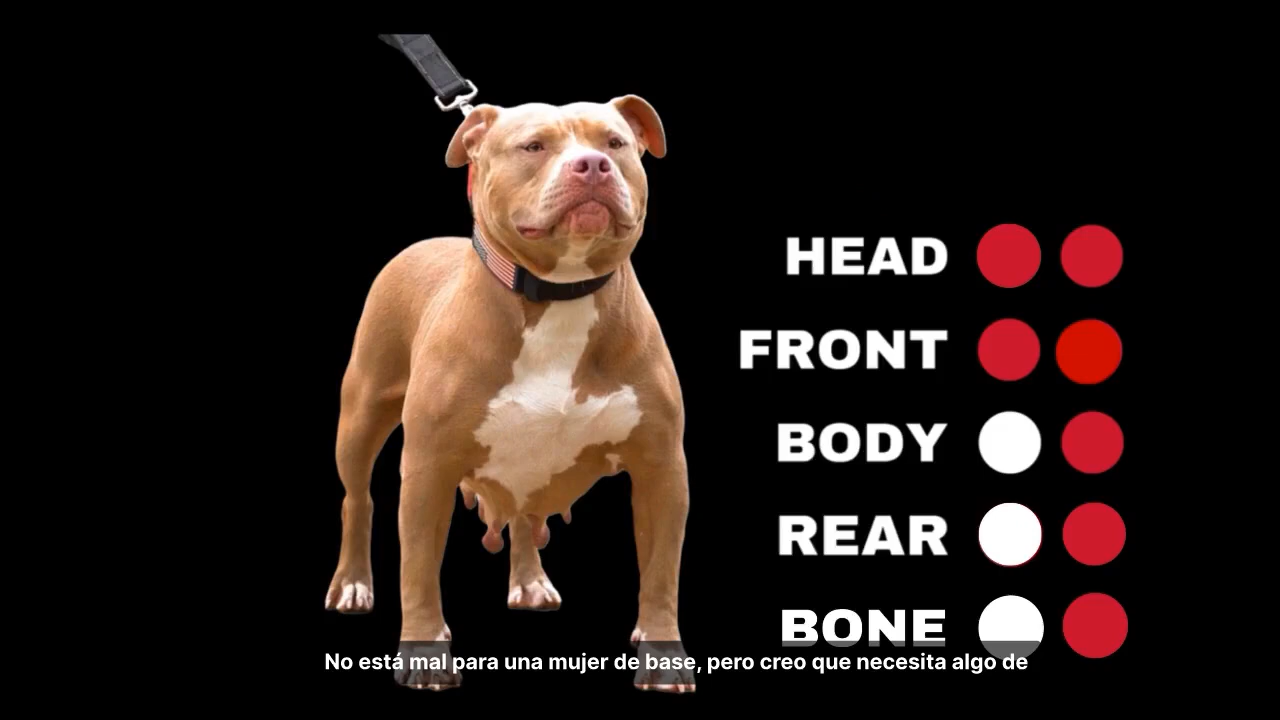 HEAD
FRONT
BODY
REAR
BONE
No está mal para una mujer de base, pero creo que necesita algo de